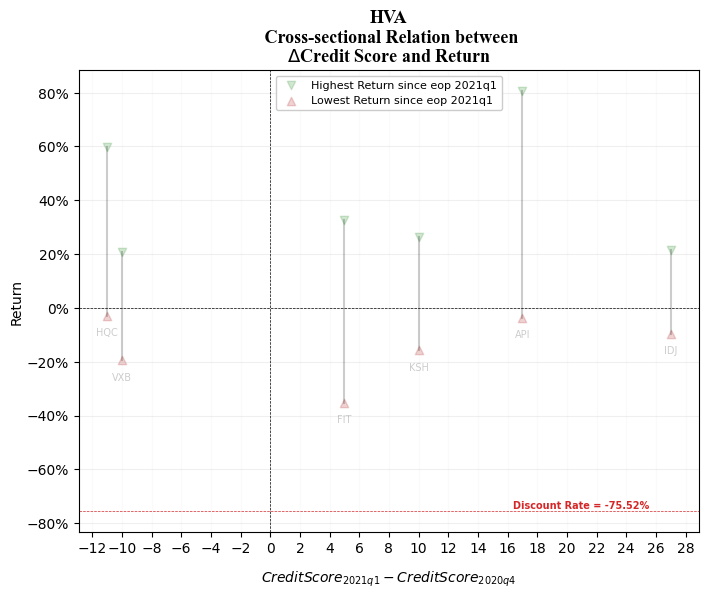 HVA
Cross-sectional Relation between
ΔCredit Score and Return
Highest Return since eop 2021q1
Lowest Return since eop 2021q1
80%
60%
40%
20%
0%
−20%
−40%
−60%
−80%
Return
HQC
VXB
FIT
KSH
API
IDJ
Discount Rate = -75.52%
−12 −10 −8 −6 −4 −2 0 2 4 6 8 10 12 14 16 18 20 22 24 26 28
CreditScore2021q1 − CreditScore2020q4